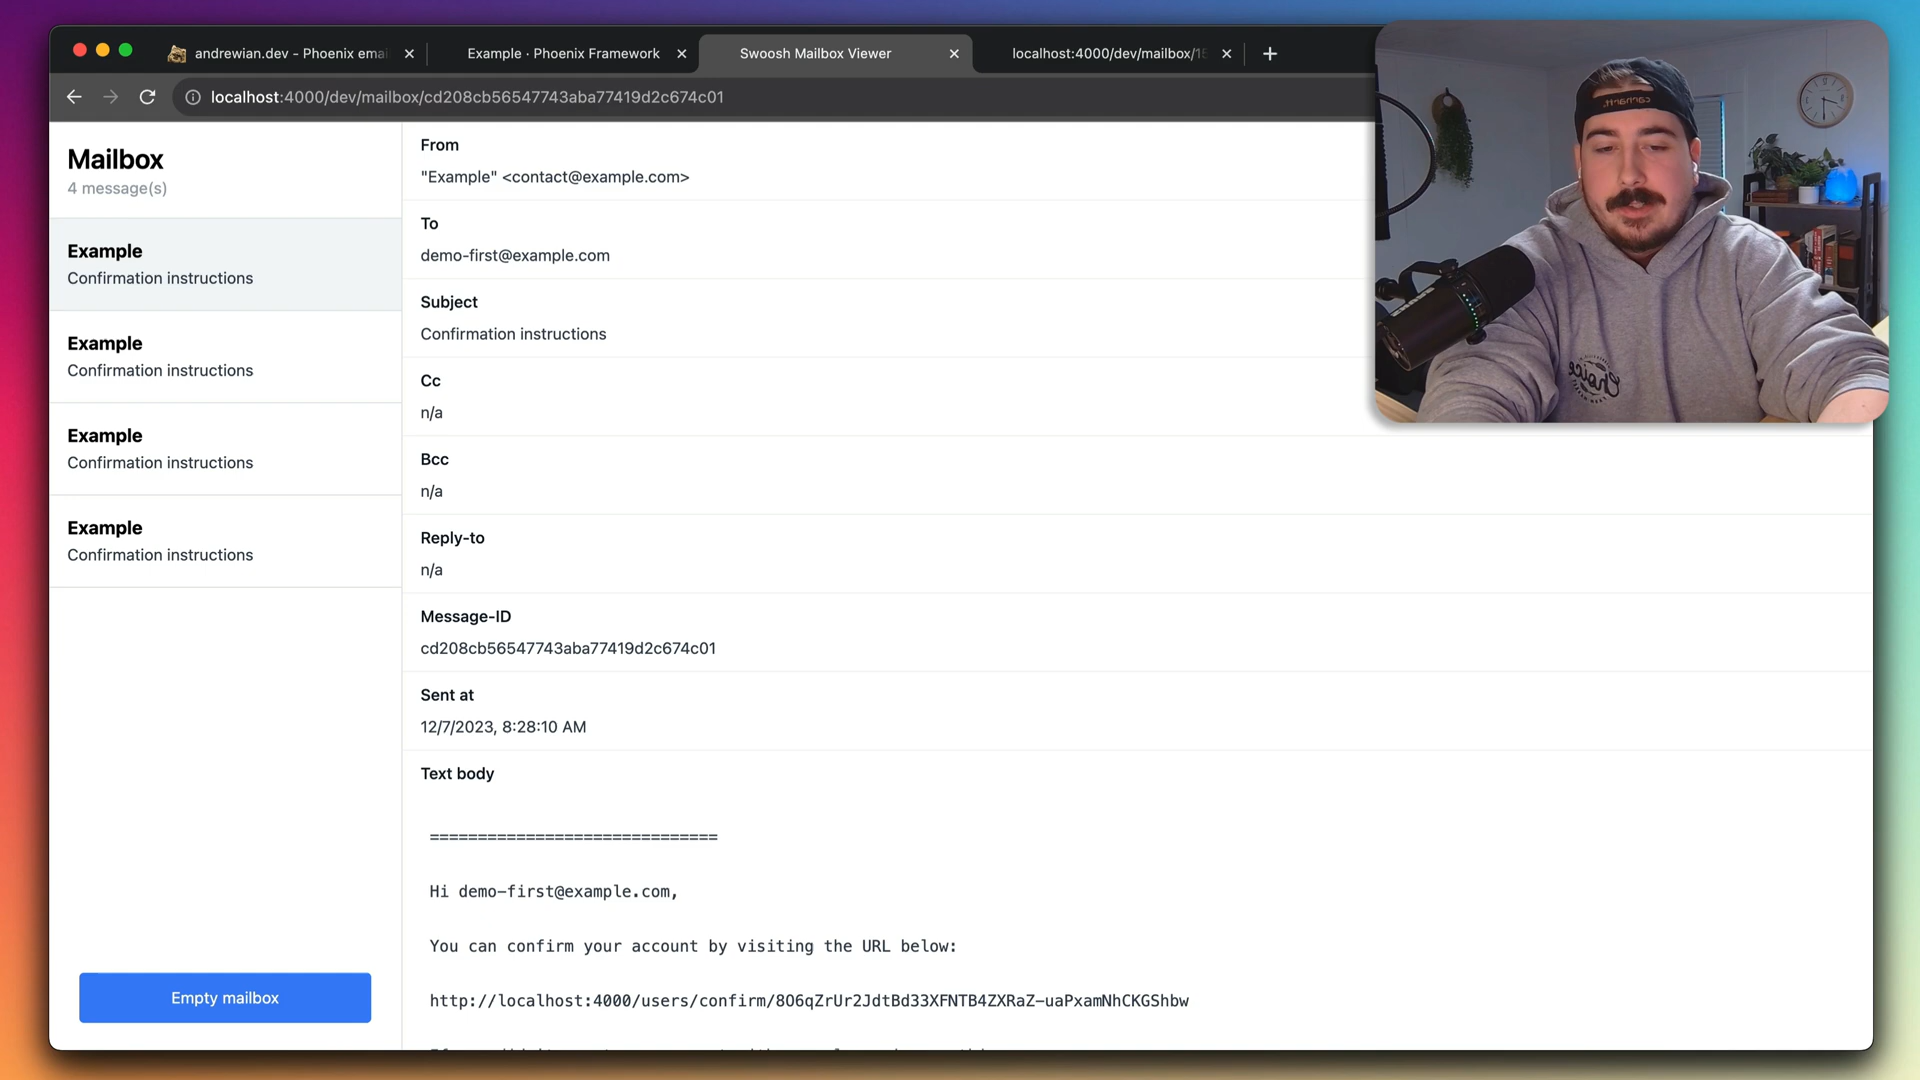 andrewian.dev - Phoenix emai
Example · Phoenix Framework
Swoosh Mailbox Viewer
localhost:4000/dev/mailbox/15
localhost:4000/dev/mailbox/cd208cb56547743aba77419d2c674c01
Mailbox
4 message(s)
Example
Confirmation instructions
Example
Confirmation instructions
Example
Confirmation instructions
Example
Confirmation instructions
Empty mailbox
From
"Example" <contact@example.com>
To
demo-first@example.com
Subject
Confirmation instructions
Cc
n/a
Bcc
n/a
Reply-to
n/a
Message-ID
cd208cb56547743aba77419d2c674c01
Sent at
12/7/2023, 8:28:10 AM
Text body
==============================
Hi demo-first@example.com,
You can confirm your account by visiting the URL below:
http://localhost:4000/users/confirm/8O6qZrUr2JdtBd33XFNTB4ZXRaZ-uaPxamNhCKGShbw
carhartt
Choice